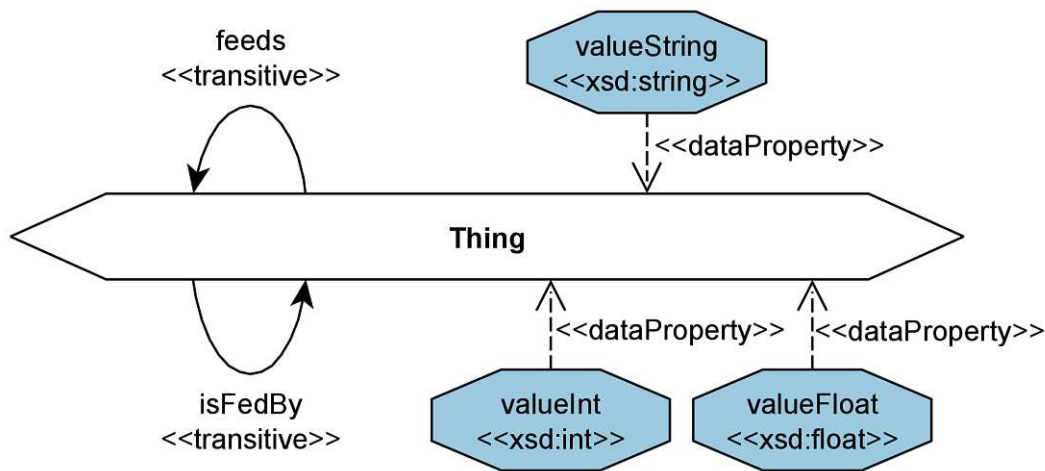 feeds
<<transitive>>
valueString
<<xsd:string>>
<<dataProperty>>
Thing
<<dataProperty>>
<<dataProperty>>
isFedBy
<<transitive>>
valueInt
<<xsd:int>>
valueFloat
<<xsd:float>>